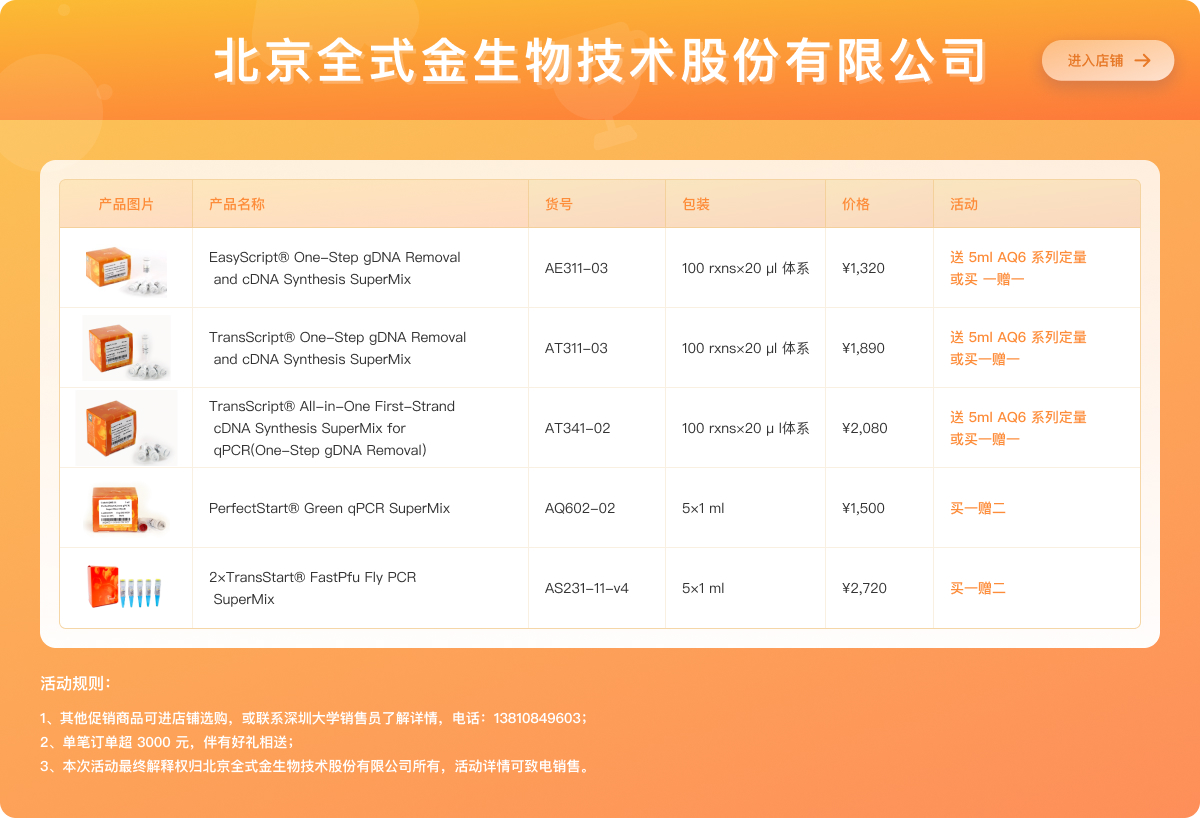 北京全式金生物技术股份有限公司
进入店铺
产品图片 产品名称 货号 包装 价格 活动
EasyScript® One-Step gDNA Removal
and cDNA Synthesis SuperMix
AE311-03
100 rxns×20 µl 体系
¥1,320
送 5ml AQ6 系列定量
或买 一赠一
TransScript® One-Step gDNA Removal
and cDNA Synthesis SuperMix
AT311-03
100 rxns×20 µl 体系
¥1,890
送 5ml AQ6 系列定量
或买一赠一
TransScript® All-in-One First-Strand
cDNA Synthesis SuperMix for
qPCR(One-Step gDNA Removal)
AT341-02
100 rxns×20 µ l体系
¥2,080
送 5ml AQ6 系列定量
或买一赠一
PerfectStart® Green qPCR SuperMix
AQ602-02
5×1 ml
¥1,500
买一赠二
2×TransStart® FastPfu Fly PCR
SuperMix
AS231-11-v4
5×1 ml
¥2,720
买一赠二
活动规则：
1、其他促销商品可进店铺选购，或联系深圳大学销售员了解详情，电话：13810849603；
2、单笔订单超 3000 元，伴有好礼相送；
3、本次活动最终解释权归北京全式金生物技术股份有限公司所有，活动详情可致电销售。